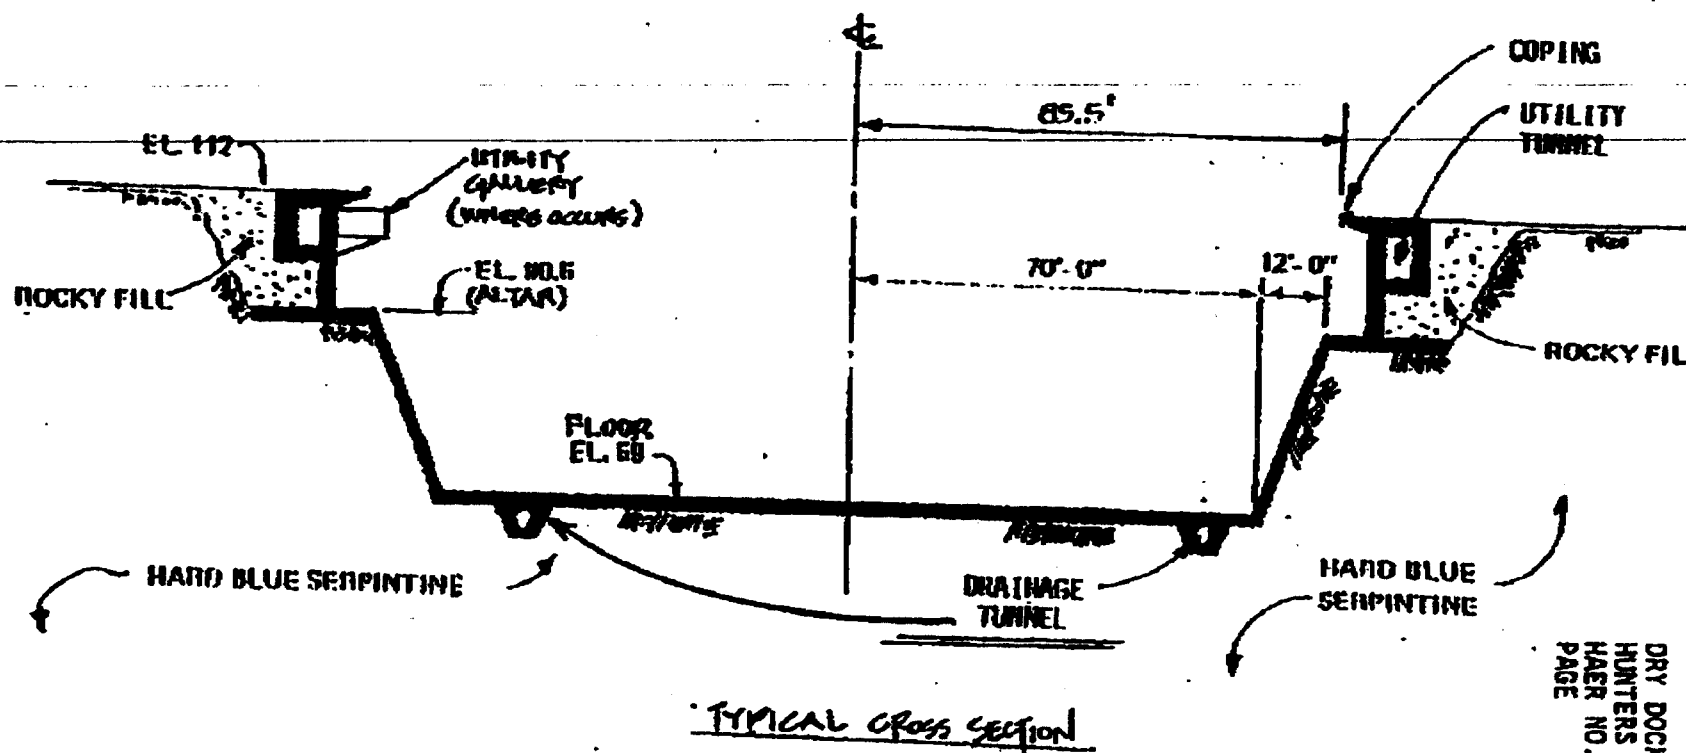 ℄
COPING
85.5'
UTILITY
TUNNEL
EL. 112
UTILITY
GALLERY
(WHERE OCCURS)
70'-0"
12'-0"
EL.
(ALTAR)
ROCKY FILL
ROCKY FIL
FLOOR
EL. 69
HARD BLUE SERPINTINE
DRAINAGE
TUNNEL
HARD BLUE
SERPINTINE
TYPICAL CROSS SECTION
DRY DOCK
HUNTERS
HAER NO.
PAGE